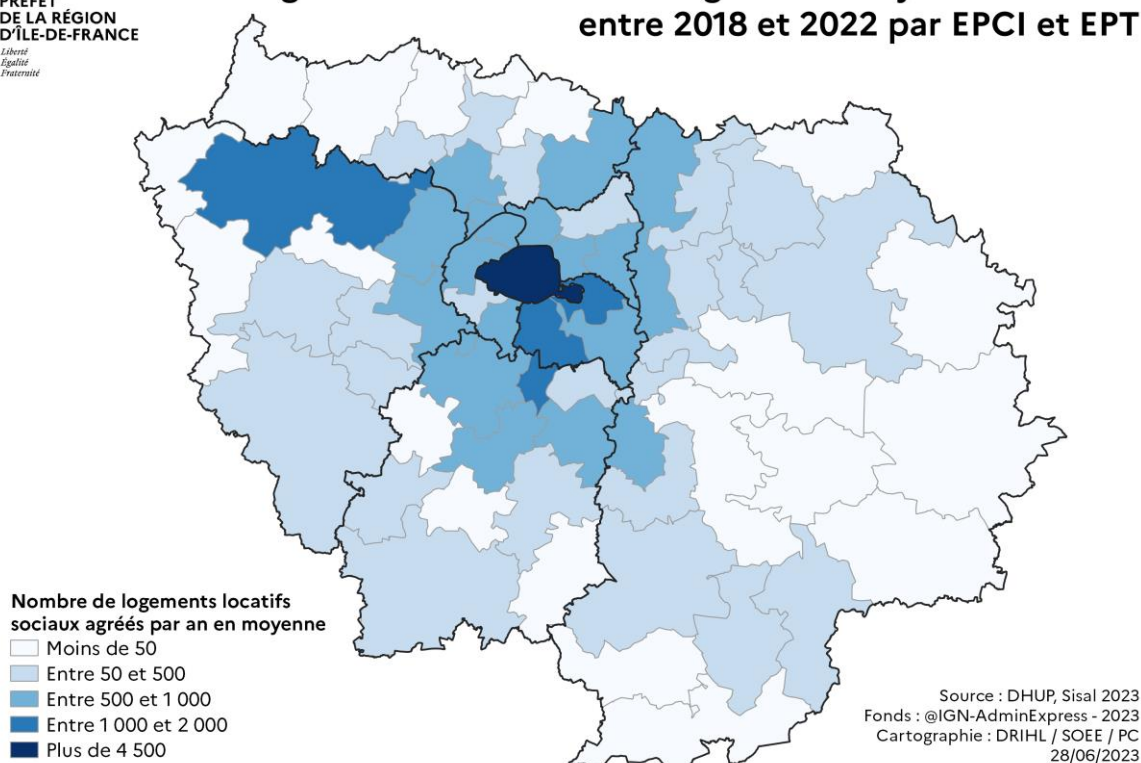 PRÉFET
DE LA RÉGION
D'ÎLE-DE-FRANCE
Liberté
Égalité
Fraternité
entre 2018 et 2022 par EPCI et EPT
Nombre de logements locatifs
sociaux agréés par an en moyenne
Moins de 50
Entre 50 et 500
Entre 500 et 1 000
Entre 1 000 et 2 000
Plus de 4 500
Source : DHUP, Sisal 2023
Fonds : @IGN-AdminExpress - 2023
Cartographie : DRIHL / SOEE / PC
28/06/2023